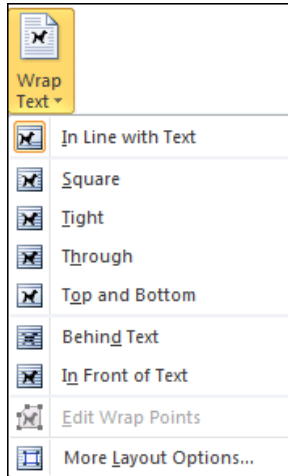 Wrap
Text
In Line with Text
Square
Tight
Through
Top and Bottom
Behind Text
In Front of Text
Edit Wrap Points
More Layout Options...